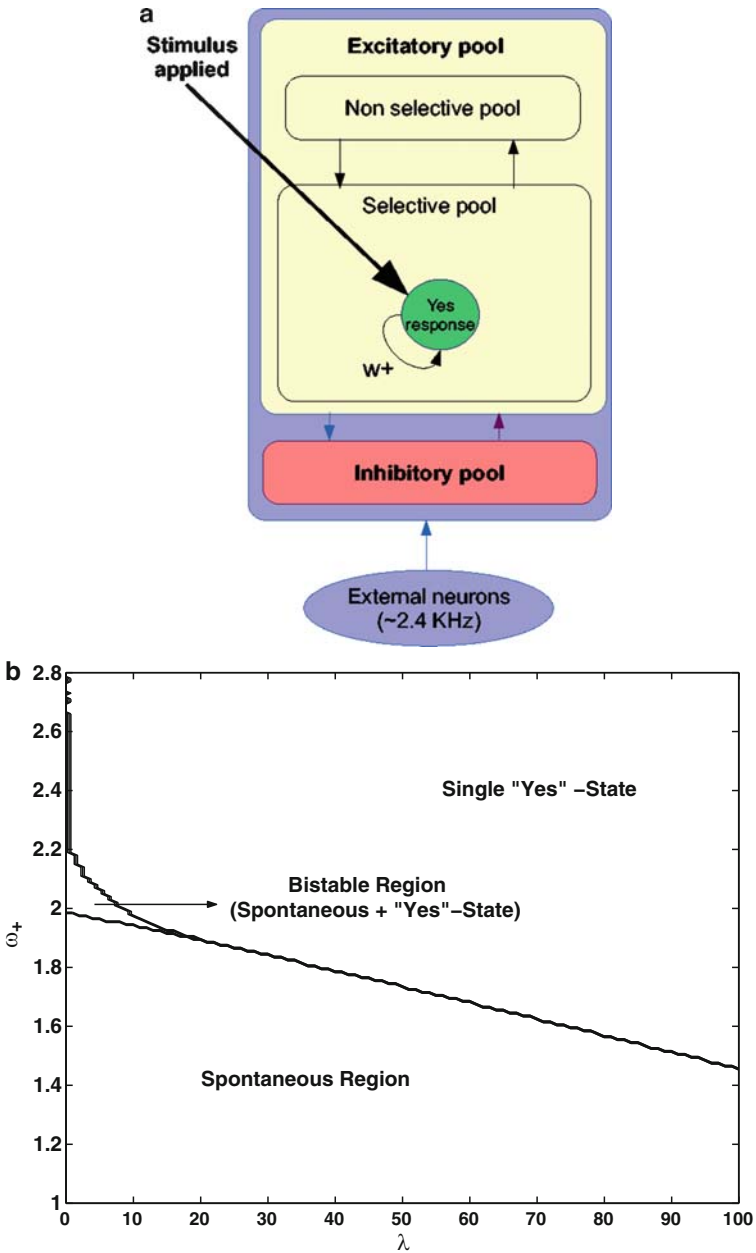 a
Stimulus
applied
Excitatory pool
Non selective pool
Selective pool
Yes
response
w+
Inhibitory pool
External neurons
(~2.4 KHz)
b
2.8
2.6
2.4
2.2
2
1.8
1.6
1.4
1.2
1
ω+
Single "Yes" –State
Bistable Region
(Spontaneous + "Yes"–State)
Spontaneous Region
0 10 20 30 40 50 60 70 80 90 100
λ